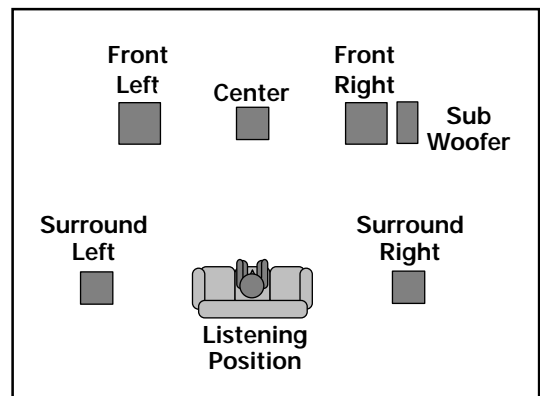 Front
Left
Center
Front
Right
Sub
Woofer
Surround
Left
Surround
Right
Listening
Position